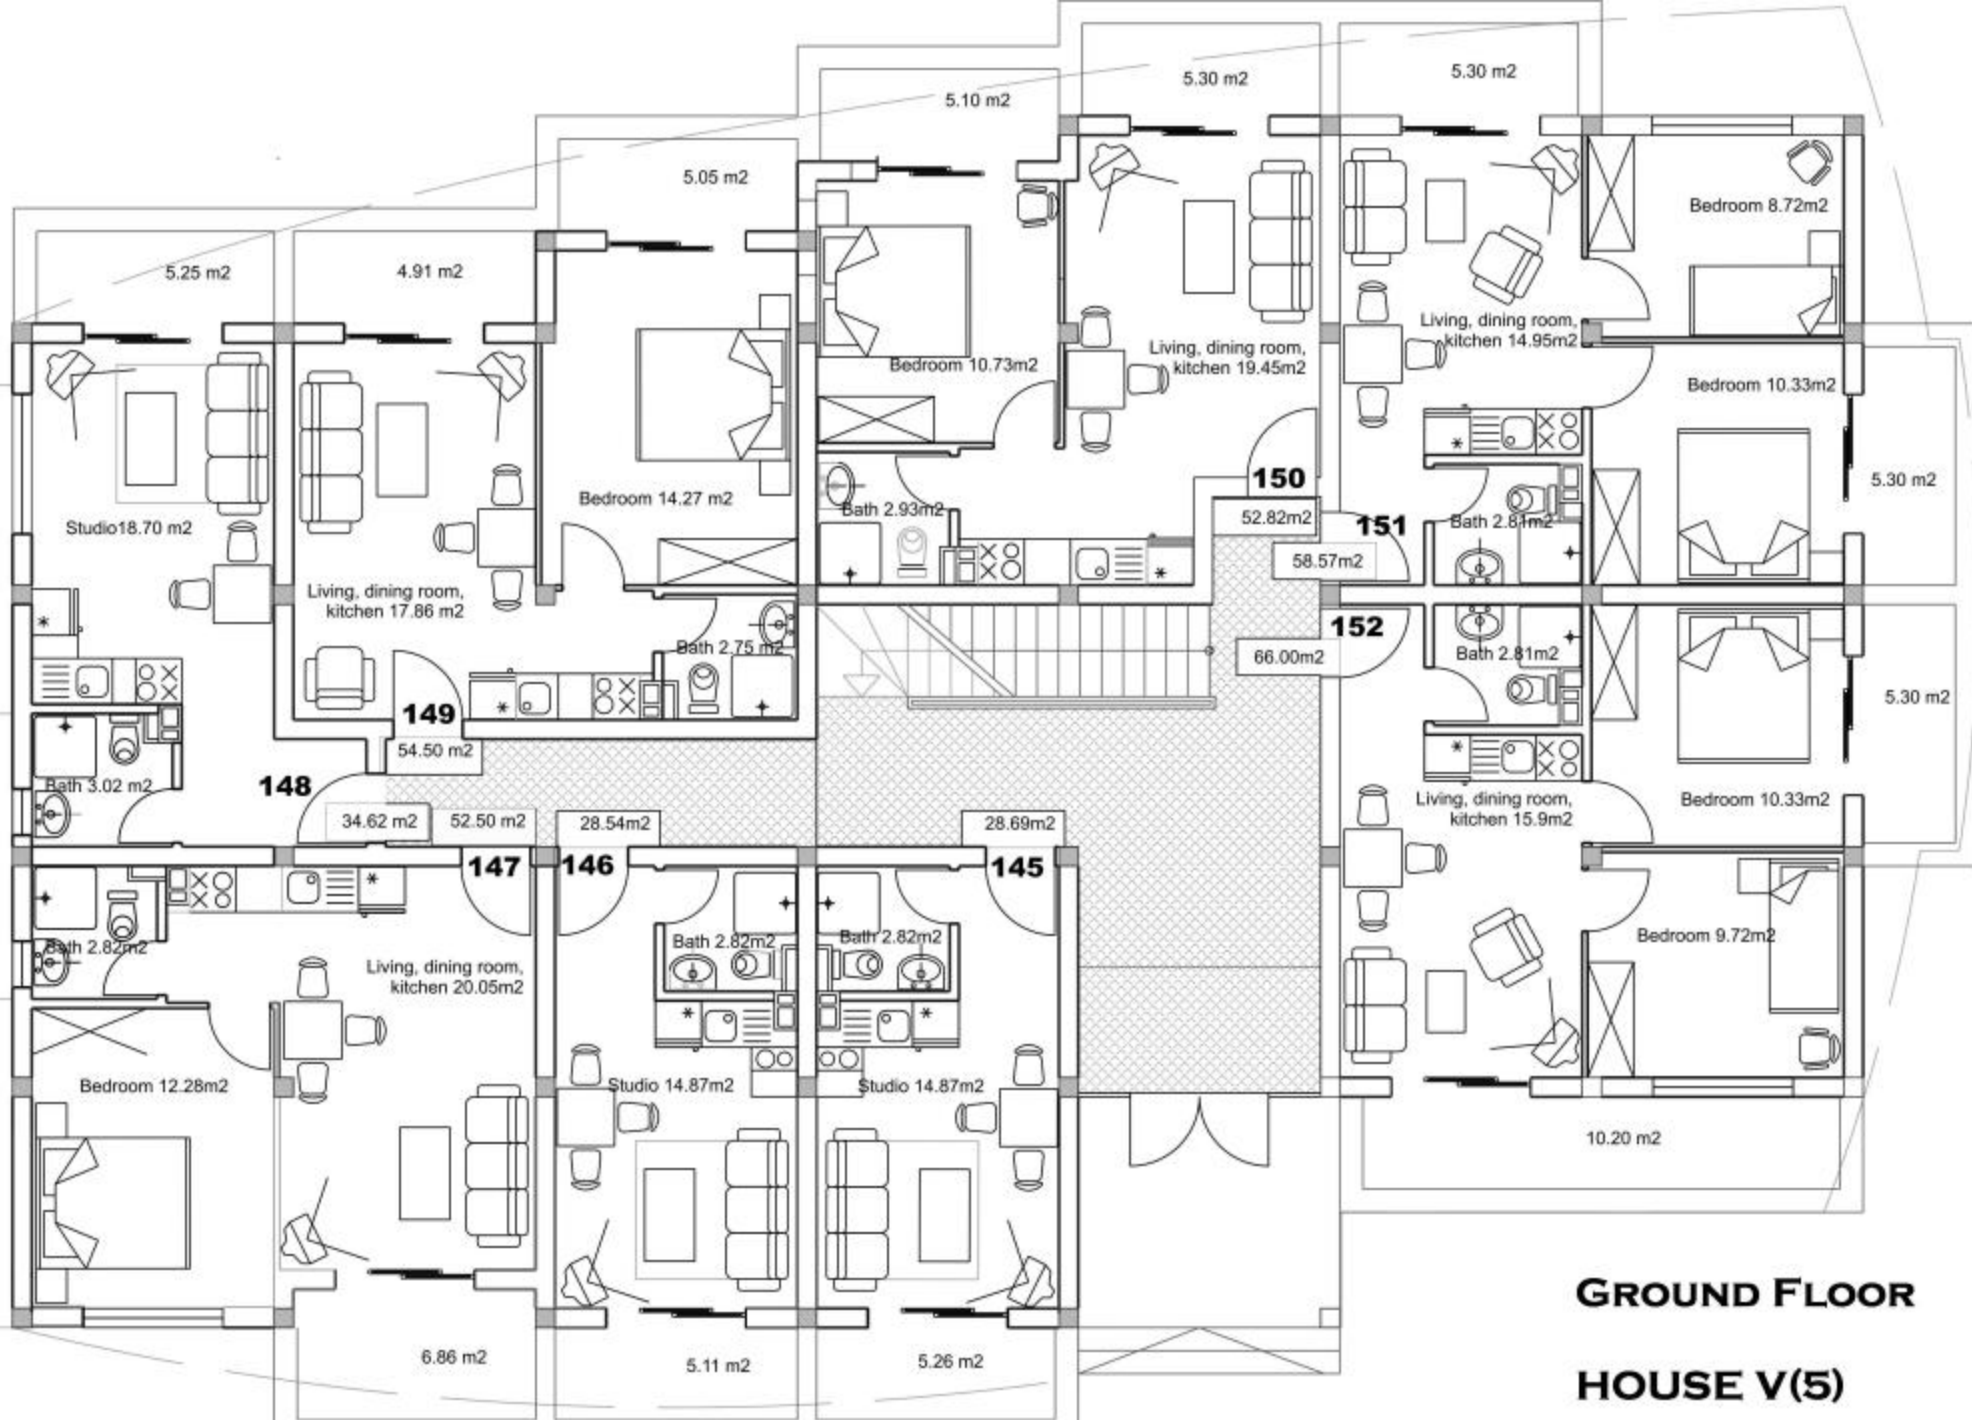 5.30 m2
5.30 m2
5.10 m2
5.05 m2
Bedroom 8.72m2
5.25 m2
4.91 m2
Living, dining room,
kitchen 14.95m2
Living, dining room,
kitchen 19.45m2
Bedroom 10.73m2
Bedroom 10.33m2
150
5.30 m2
Bedroom 14.27 m2
Bath 2.93m2
52.82m2
151
Bath 2.81m2
Studio18.70 m2
58.57m2
Living, dining room,
kitchen 17.86 m2
152
Bath 2.75 m2
66.00m2
Bath 2.81m2
5.30 m2
149
54.50 m2
148
Bath 3.02 m2
Living, dining room,
kitchen 15.9m2
Bedroom 10.33m2
34.62 m2
52.50 m2
28.54m2
28.69m2
147
146
145
Bath 2.82m2
Bath 2.82m2
Bath 2.82m2
Bedroom 9.72m2
Living, dining room,
kitchen 20.05m2
Bedroom 12.28m2
Studio 14.87m2
Studio 14.87m2
10.20 m2
6.86 m2
5.11 m2
5.26 m2
GROUND FLOOR
HOUSE V(5)